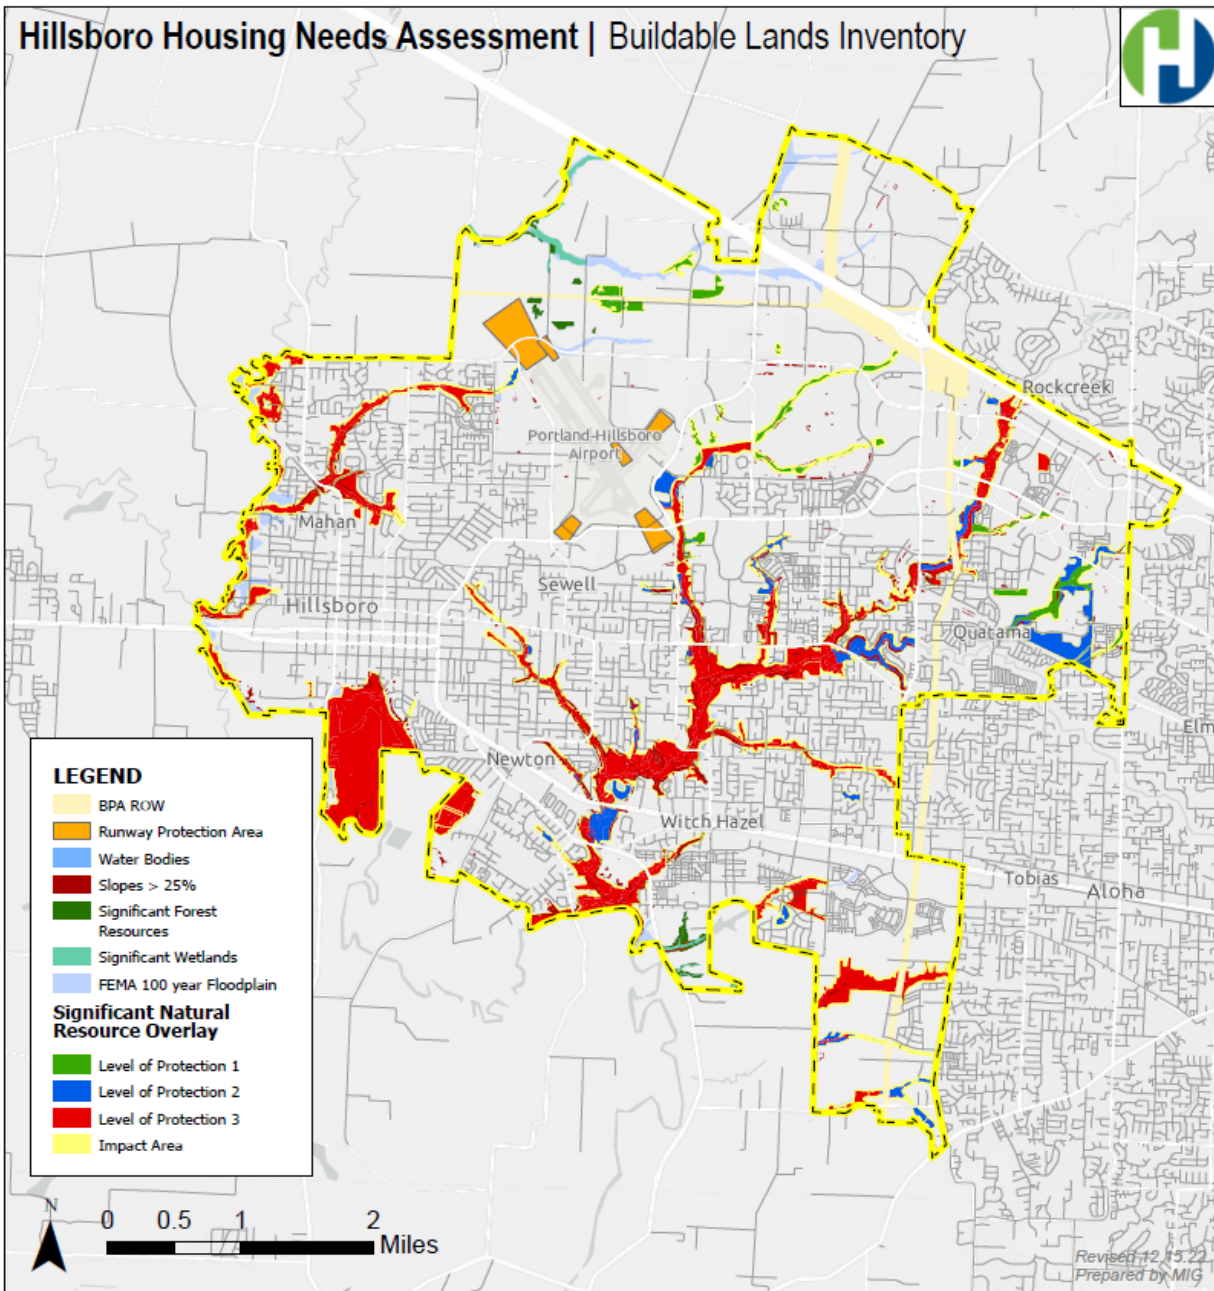 Hillsboro Housing Needs Assessment | Buildable Lands Inventory
H
Rockcreek
Portland-Hillsboro
Airport
Mahan
Sewell
Hillsboro
Quatama
Elm
Newton
Witch Hazel
Tobias
Aloha
LEGEND
BPA ROW
Runway Protection Area
Water Bodies
Slopes > 25%
Significant Forest
Resources
Significant Wetlands
FEMA 100 year Floodplain
Significant Natural
Resource Overlay
Level of Protection 1
Level of Protection 2
Level of Protection 3
Impact Area
N
0 0.5 1 2
Miles
Revised 12.15.22
Prepared by MIG